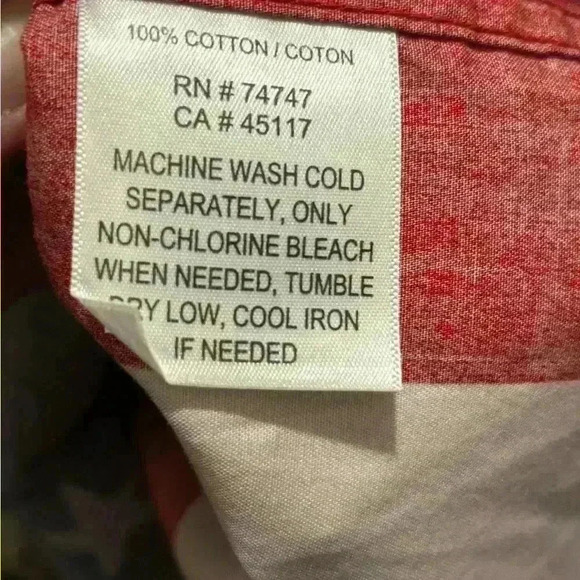 100% COTTON / COTON
RN # 74747
CA # 45117
MACHINE WASH COLD
SEPARATELY, ONLY
NON-CHLORINE BLEACH
WHEN NEEDED, TUMBLE
DRY LOW, COOL IRON
IF NEEDED